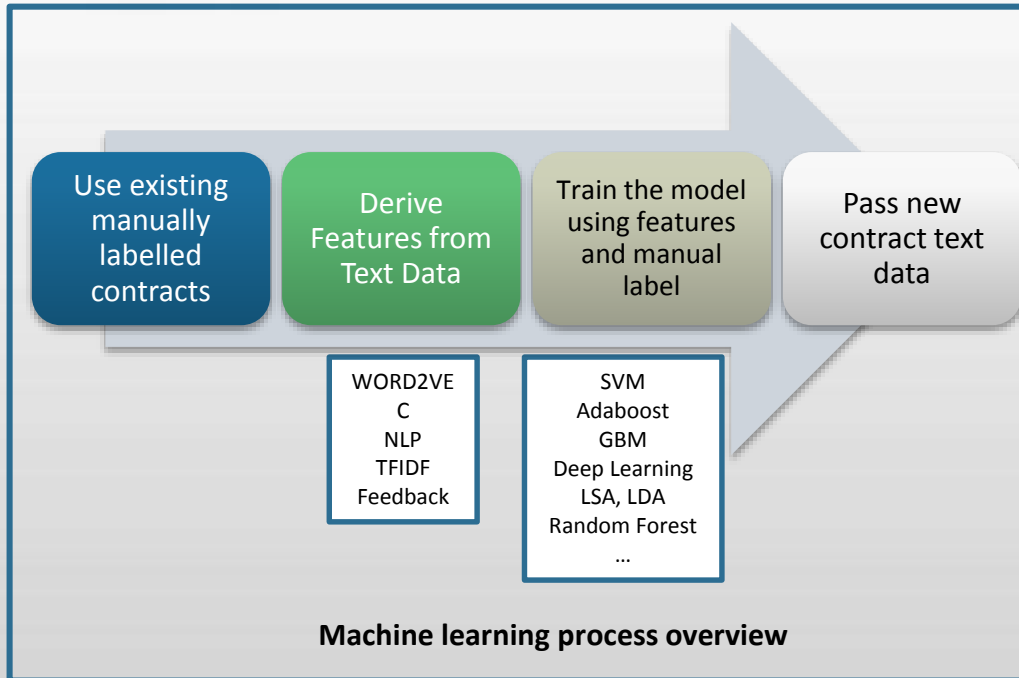 Use existing
manually
labelled
contracts
Derive
Features from
Text Data
Train the model
using features
and manual
label
Pass new
contract text
data
WORD2VE
C
NLP
TFIDF
Feedback
SVM
Adaboost
GBM
Deep Learning
LSA, LDA
Random Forest
…
Machine learning process overview